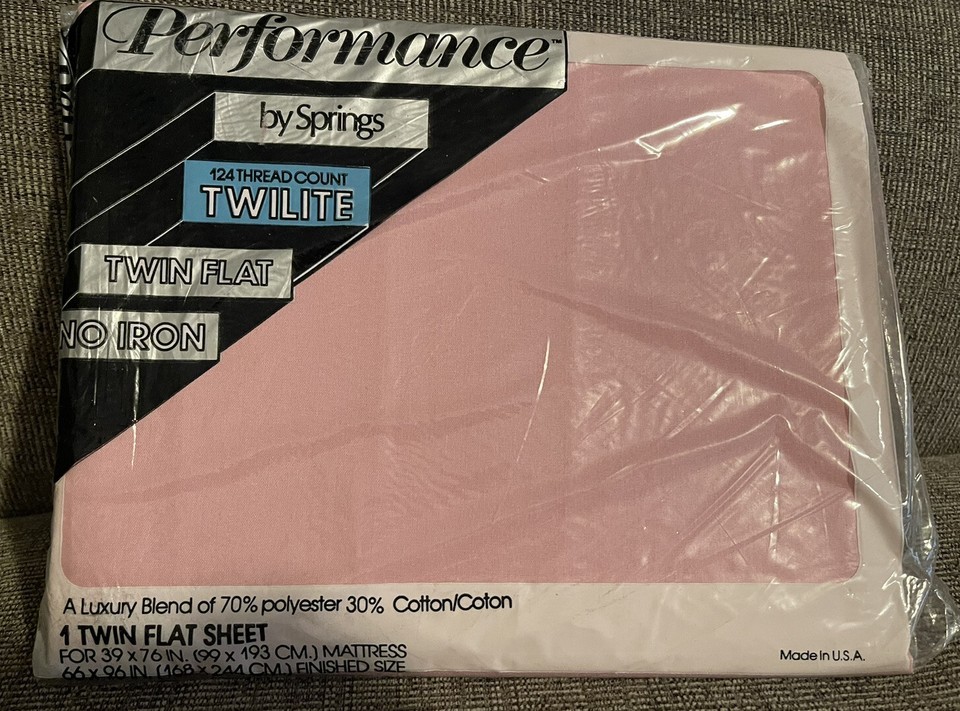 Performance™
by Springs
124 THREAD COUNT
TWILITE
TWIN FLAT
NO IRON
A Luxury Blend of 70% polyester 30% Cotton/Coton
1 TWIN FLAT SHEET
FOR 39 x 76 IN. (99 x 193 CM.) MATTRESS
66 x 96 IN. (168 x 244 CM.) FINISHED SIZE
Made In U.S.A.